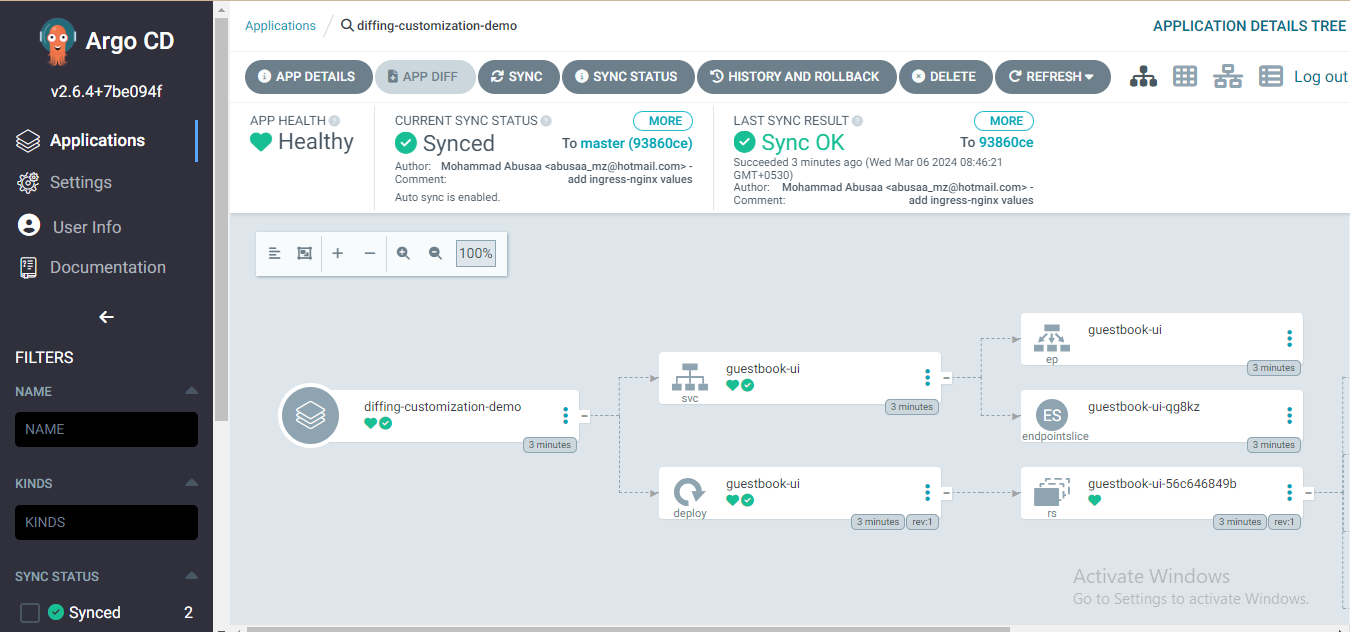 Argo CD
v2.6.4+7be094f
Applications
Settings
User Info
Documentation
FILTERS
NAME
NAME
KINDS
KINDS
SYNC STATUS
Synced 2
Applications / diffing-customization-demo
APPLICATION DETAILS TREE
APP DETAILS
APP DIFF
SYNC
SYNC STATUS
HISTORY AND ROLLBACK
DELETE
REFRESH
Log out
APP HEALTH
Healthy
CURRENT SYNC STATUS
MORE
Synced
To master (93860ce)
Author: Mohammad Abusaa <abusaa_mz@hotmail.com> -
Comment: add ingress-nginx values
Auto sync is enabled.
LAST SYNC RESULT
MORE
Sync OK
To 93860ce
Succeeded 3 minutes ago (Wed Mar 06 2024 08:46:21
GMT+0530)
Author: Mohammad Abusaa <abusaa_mz@hotmail.com> -
Comment: add ingress-nginx values
100%
diffing-customization-demo
3 minutes
svc
guestbook-ui
3 minutes
deploy
guestbook-ui
3 minutes
rev:1
ep
guestbook-ui
3 minutes
ES
endpointslice
guestbook-ui-qg8kz
3 minutes
rs
guestbook-ui-56c646849b
3 minutes
rev:1
Activate Windows
Go to Settings to activate Windows.